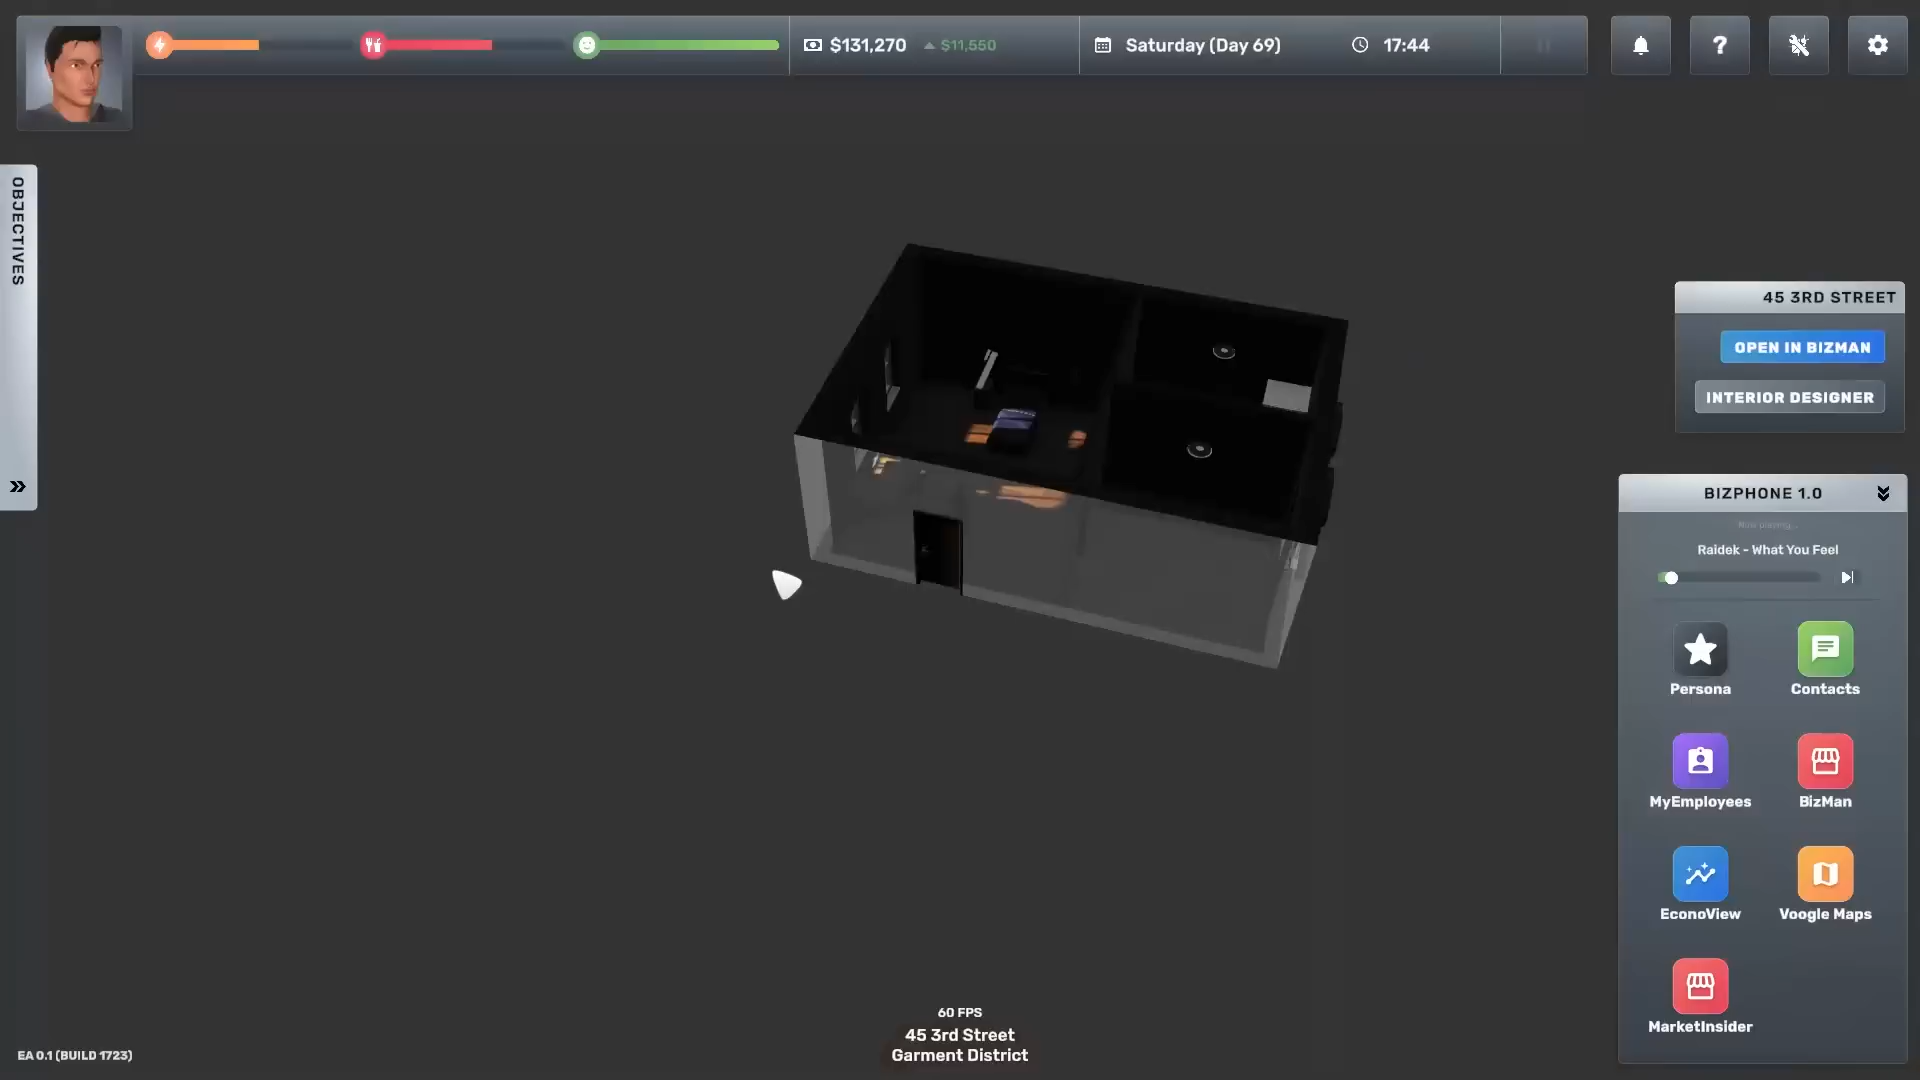 $131,270
$11,550
Saturday (Day 69)
17:44
?
OBJECTIVES
45 3RD STREET
OPEN IN BIZMAN
INTERIOR DESIGNER
BIZPHONE 1.0
Now playing...
Raidek - What You Feel
Persona
Contacts
MyEmployees
BizMan
EconoView
Voogle Maps
MarketInsider
60 FPS
45 3rd Street
Garment District
EA 0.1 (BUILD 1723)